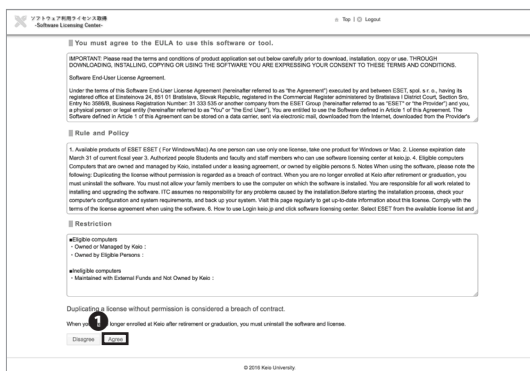 ソフトウェア利用ライセンス取得
-Software Licensing Center-
Top | Logout
You must agree to the EULA to use this software or tool.
IMPORTANT: Please read the terms and conditions of product application set out below carefully prior to download, installation, copy or use. THROUGH
DOWNLOADING, INSTALLING, COPYING OR USING THE SOFTWARE YOU ARE EXPRESSING YOUR CONSENT TO THESE TERMS AND CONDITIONS.
Software End-User License Agreement.
Under the terms of this Software End-User License Agreement (hereinafter referred to as "the Agreement") executed by and between ESET, spol. s r. o., having its
registered office at Einsteinova 24, 851 01 Bratislava, Slovak Republic, registered in the Commercial Register administered by Bratislava I District Court, Section Sro,
Entry No 3586/B, Business Registration Number: 31 333 535 or another company from the ESET Group (hereinafter referred to as "ESET" or "the Provider") and you,
a physical person or legal entity (hereinafter referred to as "You" or "the End User"), You are entitled to use the Software defined in Article 1 of this Agreement. The
Software defined in Article 1 of this Agreement can be stored on a data carrier, sent via electronic mail, downloaded from the Internet, downloaded from the Provider's
Rule and Policy
1. Available products of ESET ESET ( For Windows/Mac) As one person can use only one license, take one product for Windows or Mac. 2. License expiration date
March 31 of current fiscal year 3. Authorized people Students and faculty and staff members who can use software licensing center at keio.jp. 4. Eligible computers
Computers that are owned and managed by Keio, installed under a leasing agreement, or owned by eligible persons 5. Notes When using the software, please note the
following: Duplicating the license without permission is regarded as a breach of contract. When you are no longer enrolled at Keio after retirement or graduation, you
must uninstall the software. You must not allow your family members to use the computer on which the software is installed. You are responsible for all work related to
installing and upgrading the software. ITC assumes no responsibility for any problems caused by the installation.Before starting the installation process, check your
computer's configuration and system requirements, and back up your system. Visit this page regularly to get up-to-date information about this license. Comply with the
terms of the license agreement when using the software. 6. How to use Login keio.jp and click software licensing center. Select ESET from the available license list and
Restriction
■Eligible computers
・Owned or Managed by Keio :
・Owned by Eligible Persons :
■Ineligible computers
・Maintained with External Funds and Not Owned by Keio :
Duplicating a license without permission is considered a breach of contract.
1
When you longer enrolled at Keio after retirement or graduation, you must uninstall the software and license.
Disagree Agree
© 2016 Keio University.